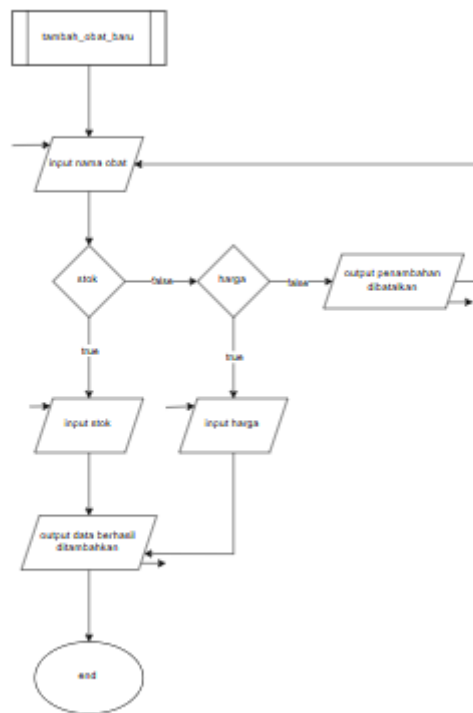 tambah_obat_baru
input nama obat
stok
false
harga
false
output penambahan
dibatalkan
true
true
input stok
input harga
output data berhasil
ditambahkan
end